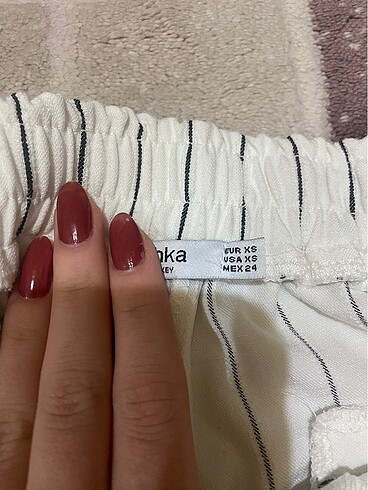 nka
KEY
EUR XS
USA XS
MEX 24